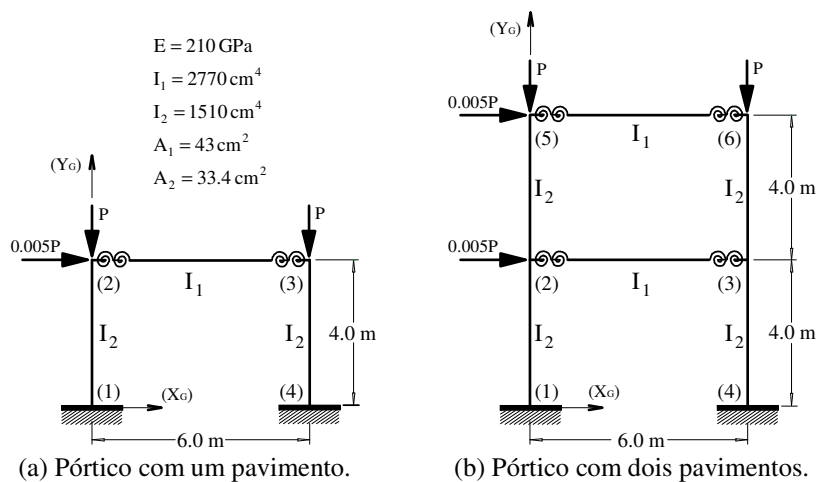 E = 210 GPa
I₁ = 2770 cm⁴
I₂ = 1510 cm⁴
A₁ = 43 cm²
A₂ = 33.4 cm²
(YG)
P
P
0.005P
(2)
(3)
I₁
I₂
I₂
4.0 m
(1)
(XG)
(4)
6.0 m
(a) Pórtico com um pavimento.
(YG)
P
P
0.005P
(5)
(6)
I₁
I₂
I₂
4.0 m
0.005P
(2)
(3)
I₁
I₂
I₂
4.0 m
(1)
(XG)
(4)
6.0 m
(b) Pórtico com dois pavimentos.